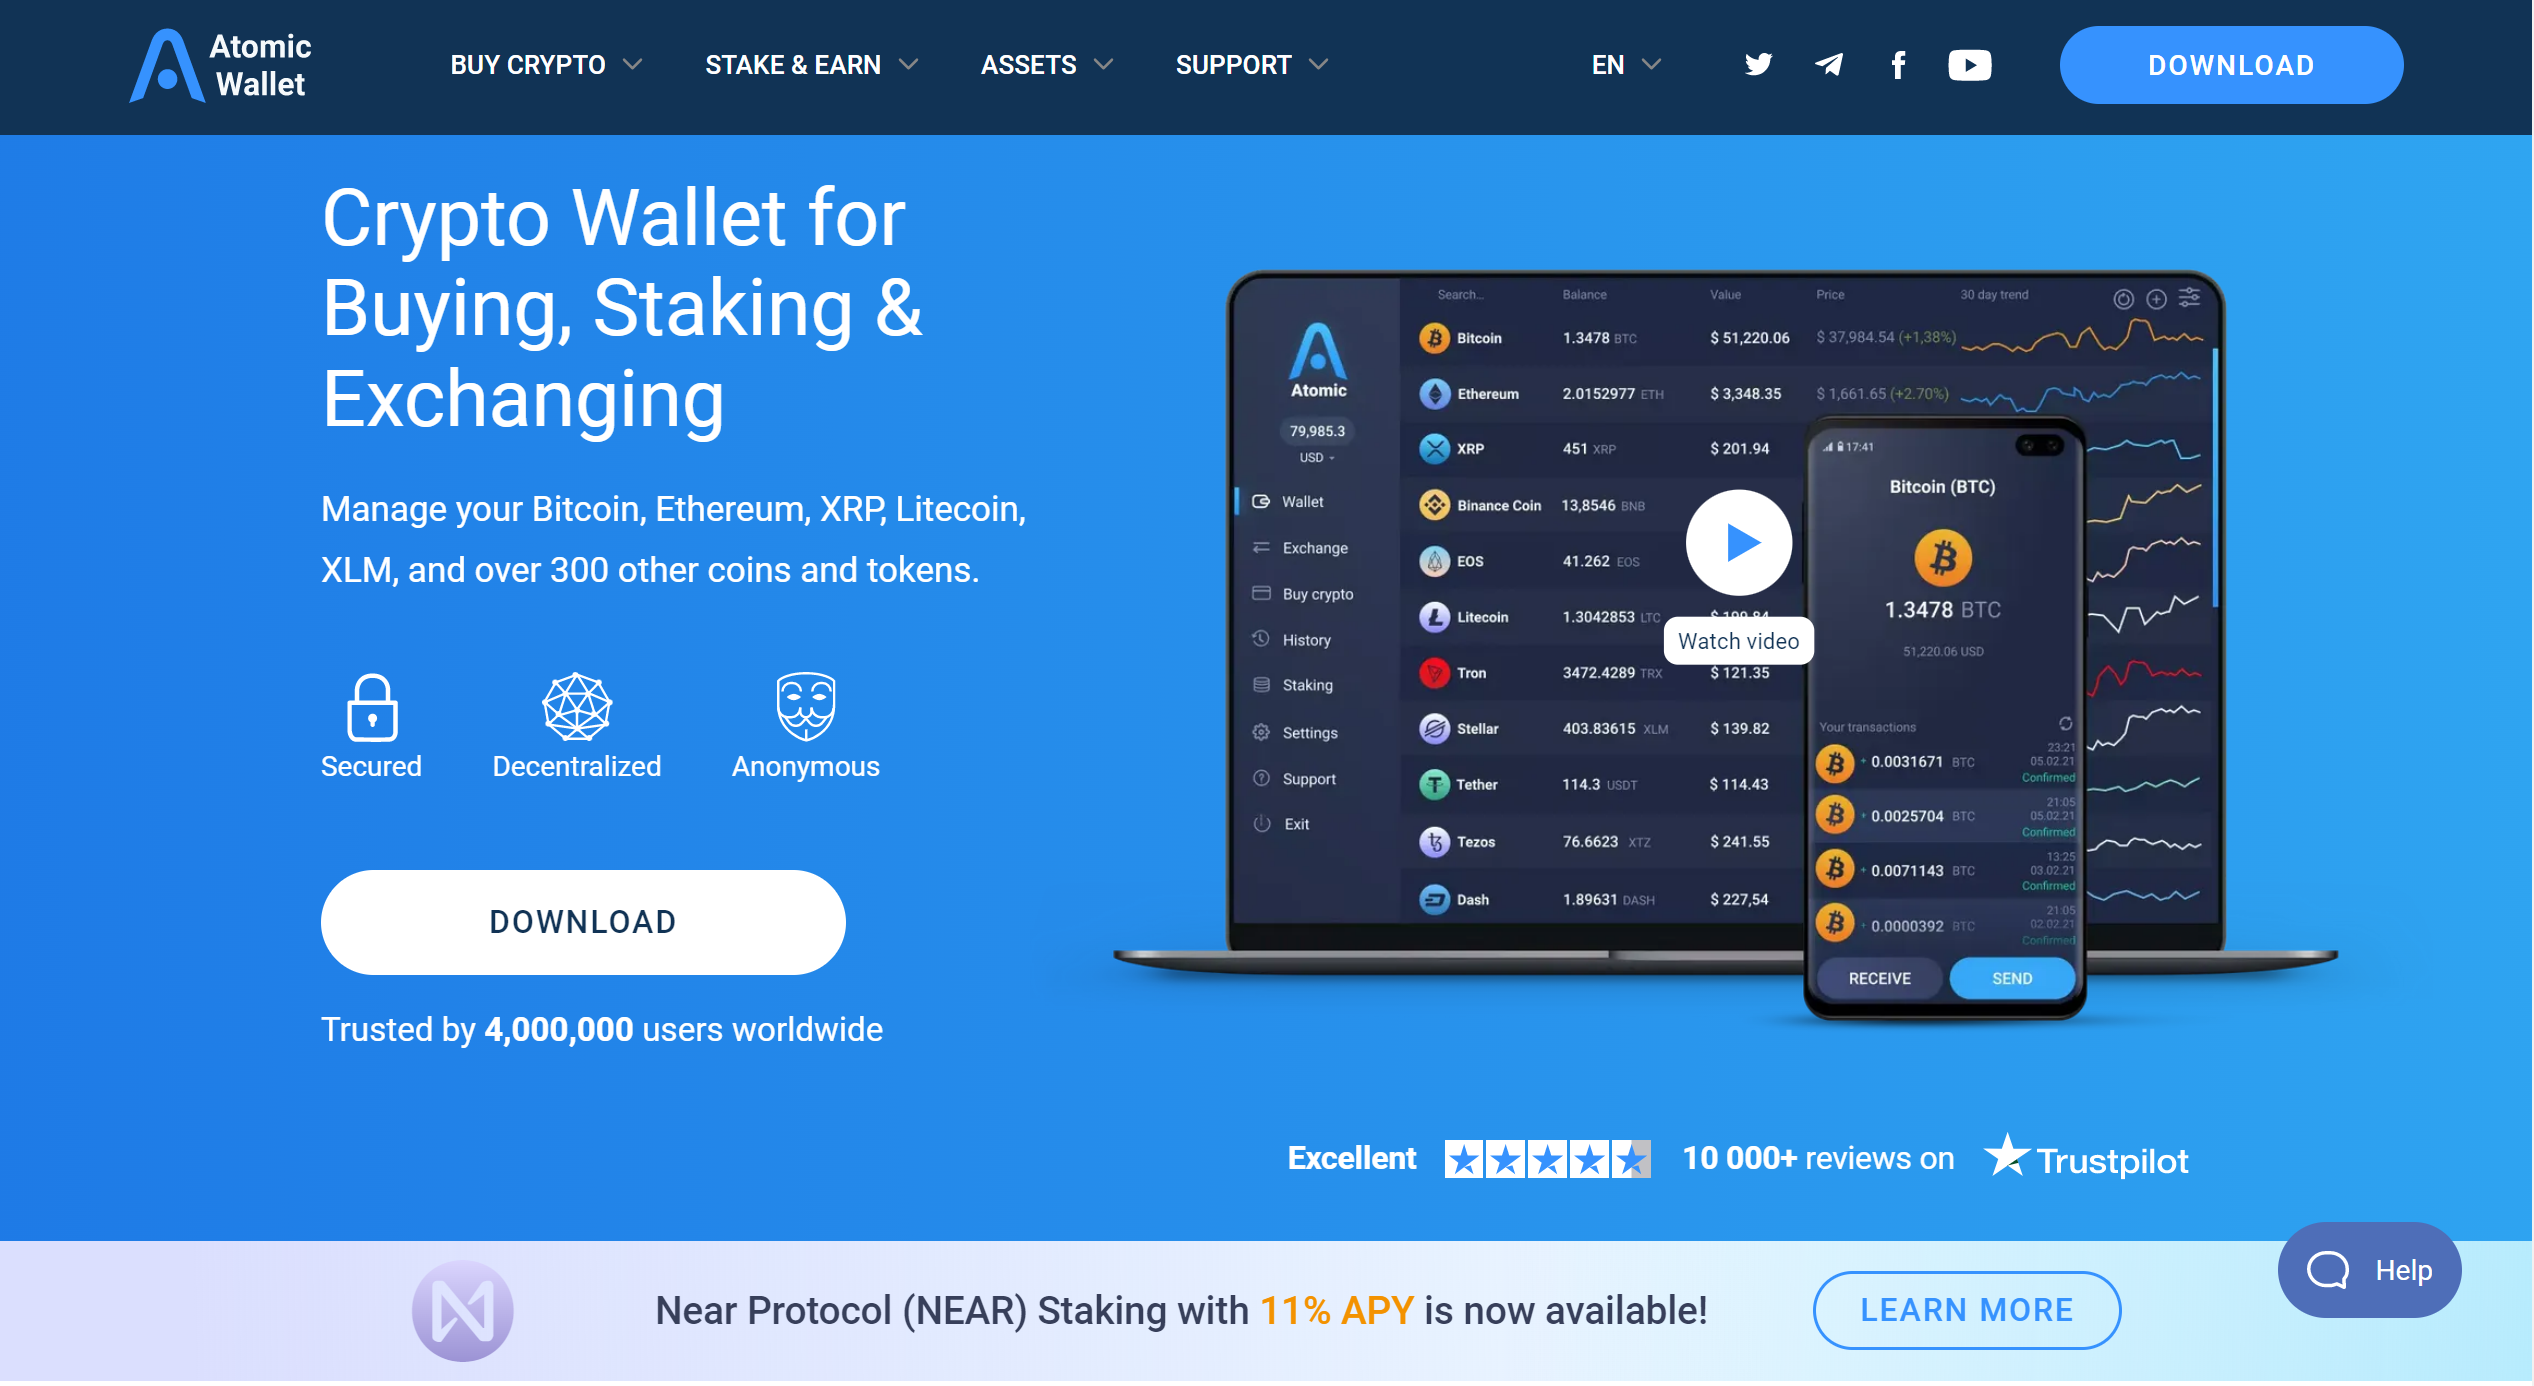 Atomic
Wallet
BUY CRYPTO
STAKE & EARN
ASSETS
SUPPORT
EN
DOWNLOAD
Crypto Wallet for
Buying, Staking &
Exchanging
Manage your Bitcoin, Ethereum, XRP, Litecoin,
XLM, and over 300 other coins and tokens.
Secured
Decentralized
Anonymous
DOWNLOAD
Trusted by 4,000,000 users worldwide
Atomic
79,985.3
USD
Wallet
Exchange
Buy crypto
History
Staking
Settings
Support
Exit
Search... Balance Value Price 30 day trend
Bitcoin 1.3478 BTC $ 51,220.06 $ 37,984.54 (+1,38%)
Ethereum 2.0152977 ETH $ 3,348.35 $ 1,661.65 (+2.70%)
XRP 451 XRP $ 201.94
Binance Coin 13,8546 BNB
EOS 41.262 EOS
Litecoin 1.3042853 LTC $ 199.84
Tron 3472.4289 TRX $ 121.35
Stellar 403.83615 XLM $ 139.82
Tether 114.3 USDT $ 114.43
Tezos 76.6623 XTZ $ 241.55
Dash 1.89631 DASH $ 227,54
Watch video
17:41
Bitcoin (BTC)
1.3478 BTC
51,220.06 USD
Your transactions
23:21
+ 0.0031671 BTC 05.02.21
Confirmed
21:05
+ 0.0025704 BTC 05.02.21
Confirmed
13:25
+ 0.0071143 BTC 03.02.21
Confirmed
21:05
+ 0.0000392 BTC 02.02.21
Confirmed
RECEIVE
SEND
Excellent
10 000+ reviews on
Trustpilot
Near Protocol (NEAR) Staking with 11% APY is now available!
LEARN MORE
Help